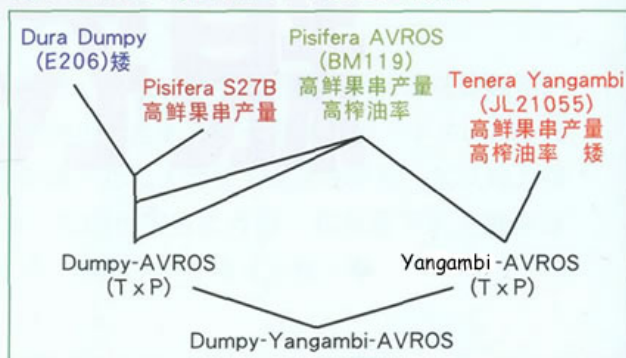 Dura Dumpy
(E206)矮
Pisifera S27B
高鲜果串产量
Pisifera AVROS
(BM119)
高鲜果串产量
高榨油率
Tenera Yangambi
(JL21055)
高鲜果串产量
高榨油率 矮
Dumpy-AVROS
(T x P)
Yangambi-AVROS
(T x P)
Dumpy-Yangambi-AVROS